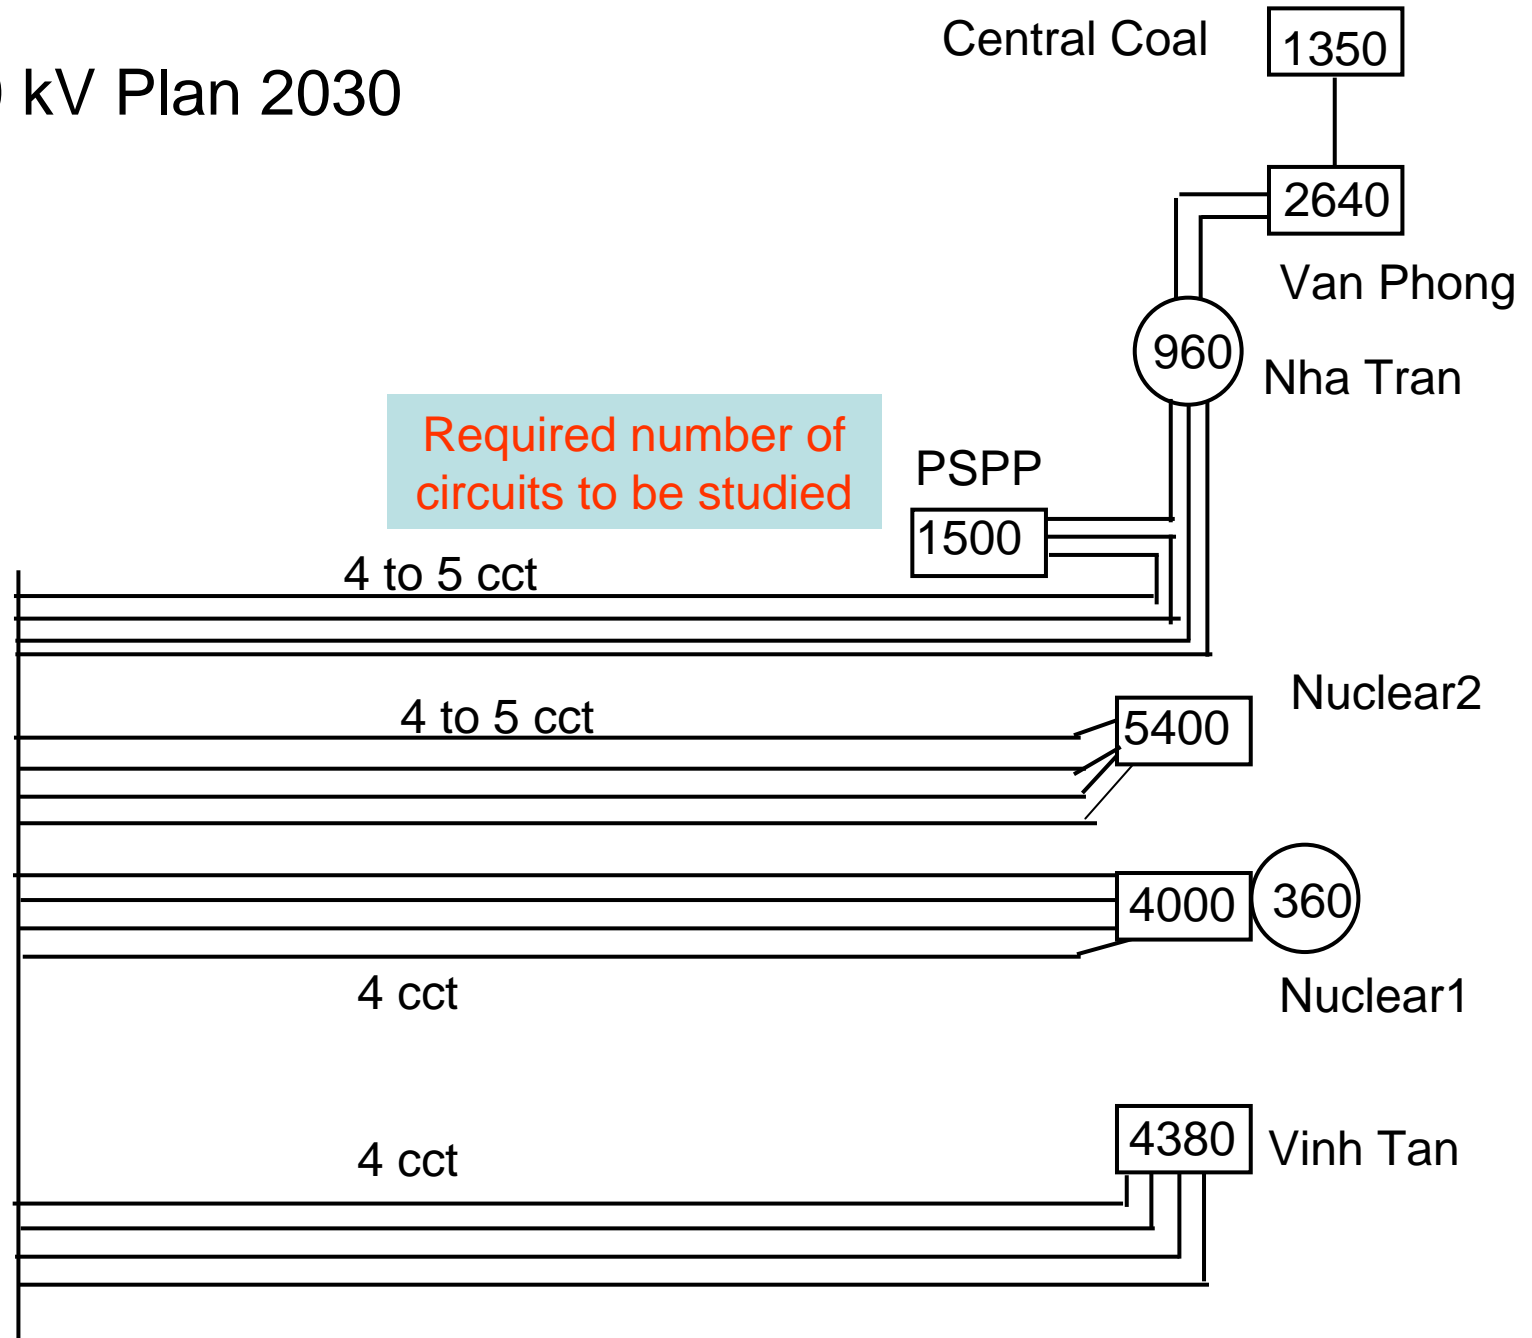 Central Coal
1350
kV Plan 2030
2640
Van Phong
960
Nha Tran
Required number of
circuits to be studied
PSPP
1500
4 to 5 cct
Nuclear2
4 to 5 cct
5400
4000
360
4 cct
Nuclear1
4380
Vinh Tan
4 cct